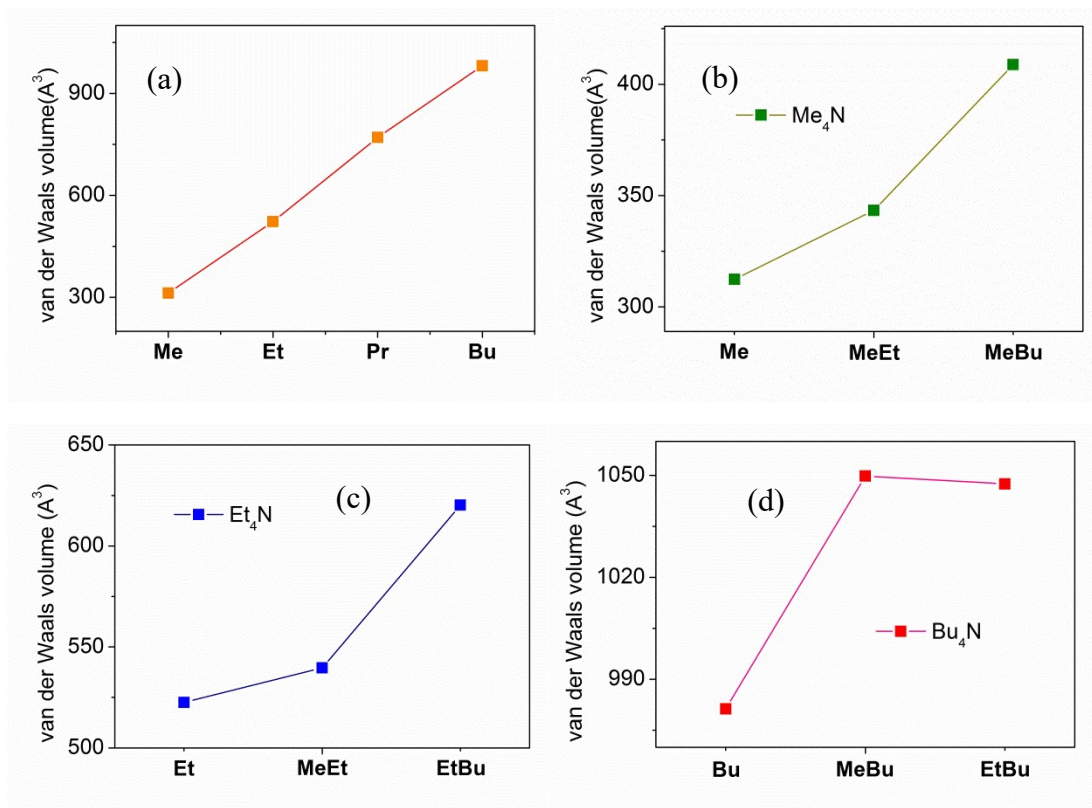 (a)
van der Waals volume(A³)
900
600
300
Me Et Pr Bu
(b)
van der Waals volume(A³)
Me₄N
400
350
300
Me MeEt MeBu
(c)
van der Waals volume (A³)
Et₄N
650
600
550
500
Et MeEt EtBu
(d)
van der Waals volume (A³)
Bu₄N
1050
1020
990
Bu MeBu EtBu